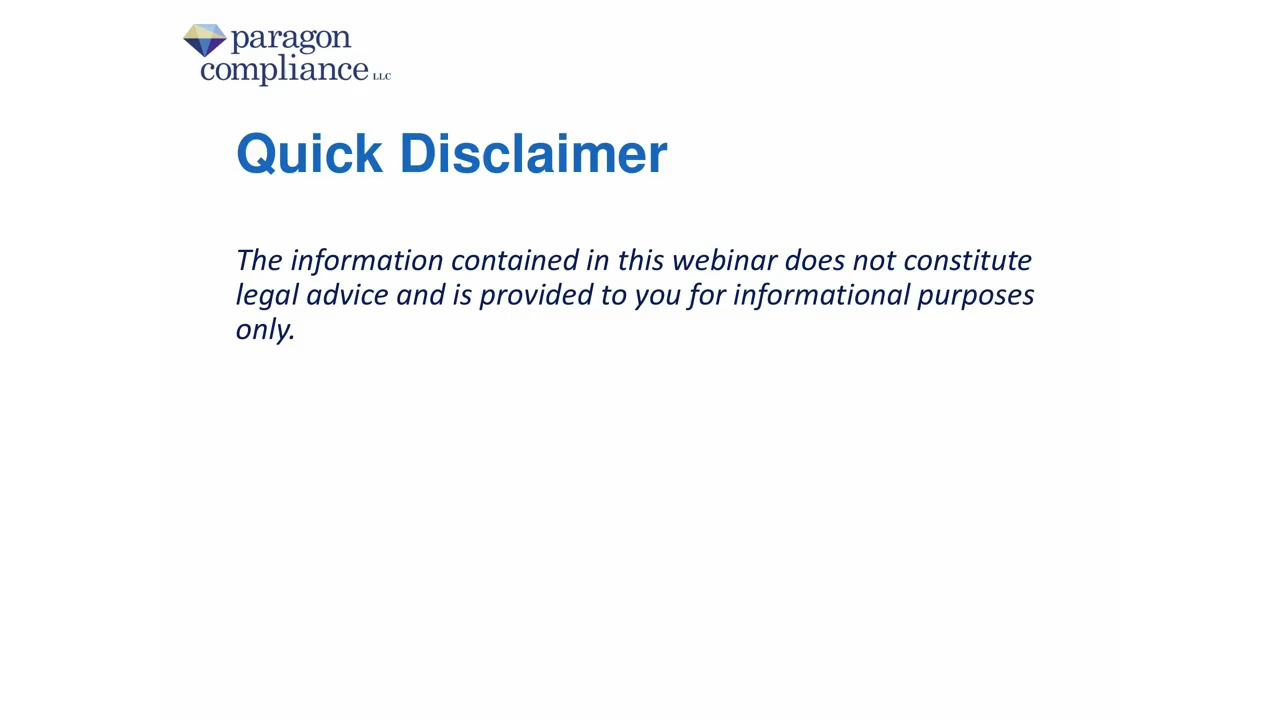 paragon
compliance LLC
Quick Disclaimer
The information contained in this webinar does not constitute
legal advice and is provided to you for informational purposes
only.